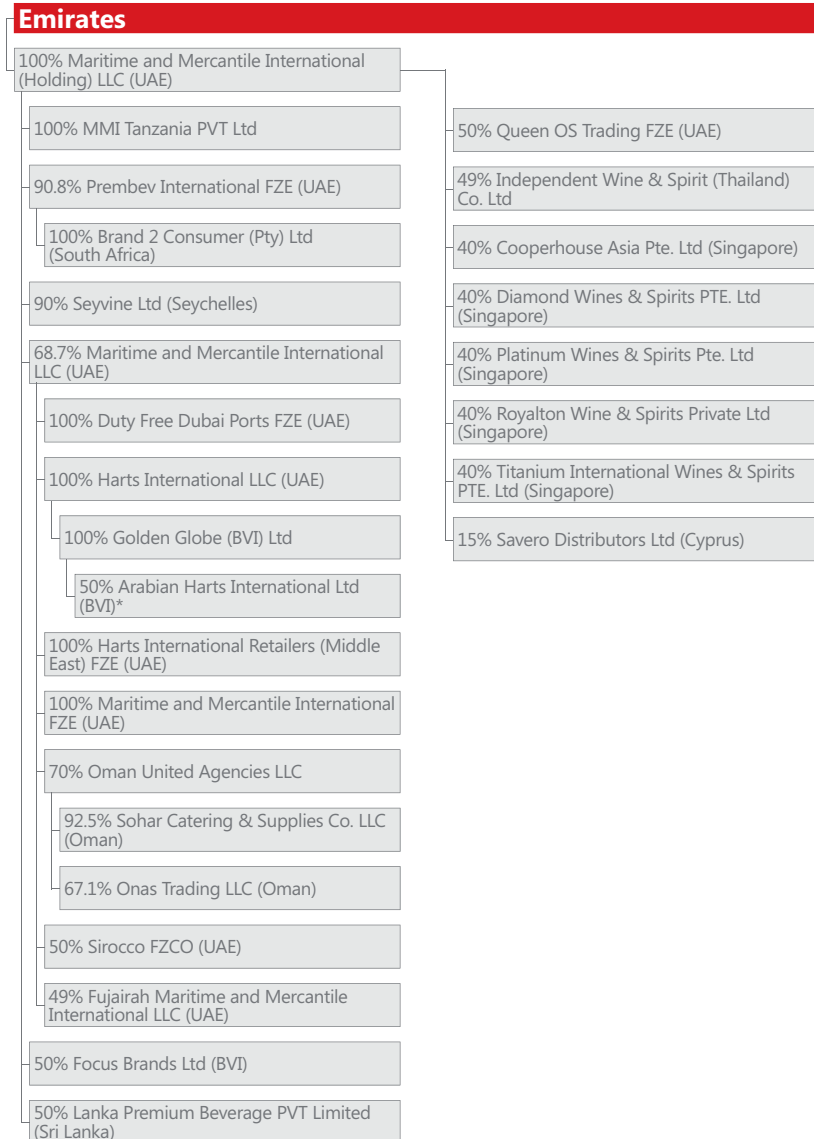 Emirates
100% Maritime and Mercantile International
(Holding) LLC (UAE)
100% MMI Tanzania PVT Ltd
90.8% Prembev International FZE (UAE)
100% Brand 2 Consumer (Pty) Ltd
(South Africa)
90% Seyvine Ltd (Seychelles)
68.7% Maritime and Mercantile International
LLC (UAE)
100% Duty Free Dubai Ports FZE (UAE)
100% Harts International LLC (UAE)
100% Golden Globe (BVI) Ltd
50% Arabian Harts International Ltd
(BVI)*
100% Harts International Retailers (Middle
East) FZE (UAE)
100% Maritime and Mercantile International
FZE (UAE)
70% Oman United Agencies LLC
92.5% Sohar Catering & Supplies Co. LLC
(Oman)
67.1% Onas Trading LLC (Oman)
50% Sirocco FZCO (UAE)
49% Fujairah Maritime and Mercantile
International LLC (UAE)
50% Focus Brands Ltd (BVI)
50% Lanka Premium Beverage PVT Limited
(Sri Lanka)
50% Queen OS Trading FZE (UAE)
49% Independent Wine & Spirit (Thailand)
Co. Ltd
40% Cooperhouse Asia Pte. Ltd (Singapore)
40% Diamond Wines & Spirits PTE. Ltd
(Singapore)
40% Platinum Wines & Spirits Pte. Ltd
(Singapore)
40% Royalton Wine & Spirits Private Ltd
(Singapore)
40% Titanium International Wines & Spirits
PTE. Ltd (Singapore)
15% Savero Distributors Ltd (Cyprus)